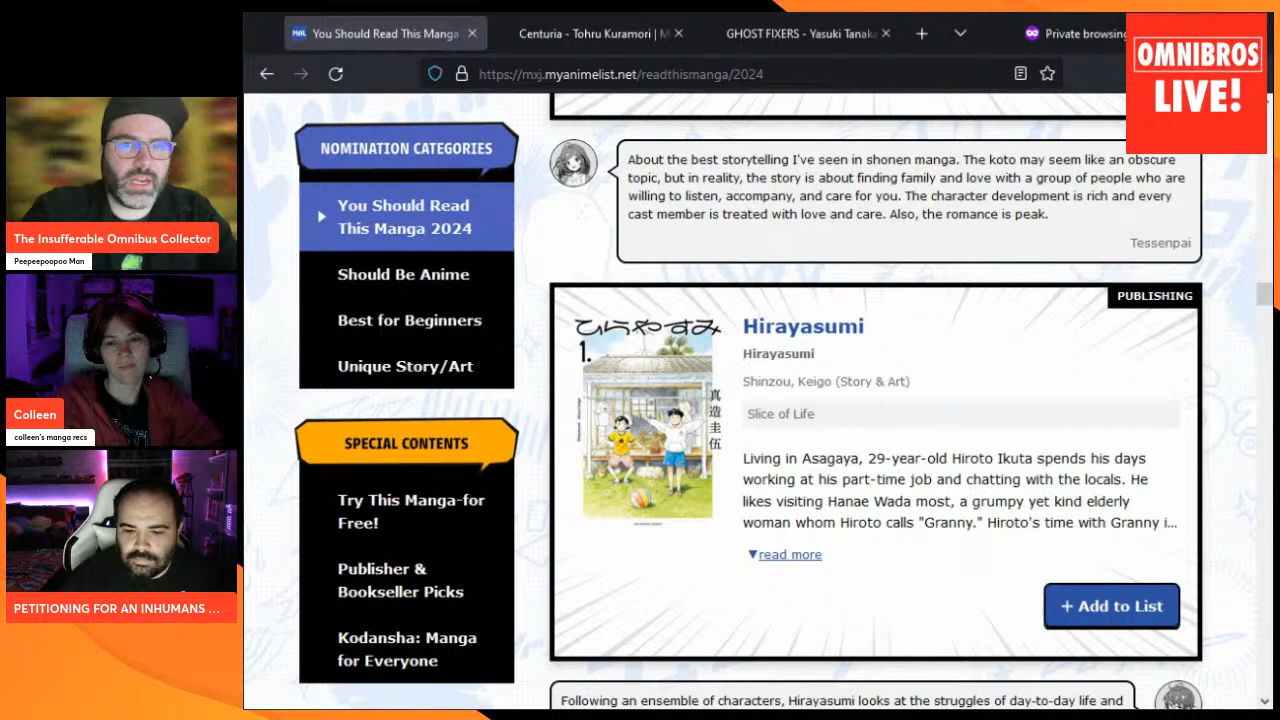 You Should Read This Manga
Centuria - Tohru Kuramori | M
GHOST FIXERS - Yasuki Tanaka
Private browsing
https://mxj.myanimelist.net/readthismanga/2024
OMNIBROS
LIVE!
The Insufferable Omnibus Collector
Peepeepoopoo Man
Colleen
colleen's manga recs
PETITIONING FOR AN INHUMANS ...
NOMINATION CATEGORIES
You Should Read
This Manga 2024
Should Be Anime
Best for Beginners
Unique Story/Art
SPECIAL CONTENTS
Try This Manga-for
Free!
Publisher &
Bookseller Picks
Kodansha: Manga
for Everyone
About the best storytelling I've seen in shonen manga. The koto may seem like an obscure
topic, but in reality, the story is about finding family and love with a group of people who are
willing to listen, accompany, and care for you. The character development is rich and every
cast member is treated with love and care. Also, the romance is peak.
Tessenpai
PUBLISHING
ひらやすみ
1.
真造圭伍
Hirayasumi
Hirayasumi
Shinzou, Keigo (Story & Art)
Slice of Life
Living in Asagaya, 29-year-old Hiroto Ikuta spends his days
working at his part-time job and chatting with the locals. He
likes visiting Hanae Wada most, a grumpy yet kind elderly
woman whom Hiroto calls "Granny." Hiroto's time with Granny i...
▼read more
+ Add to List
Following an ensemble of characters, Hirayasumi looks at the struggles of day-to-day life and